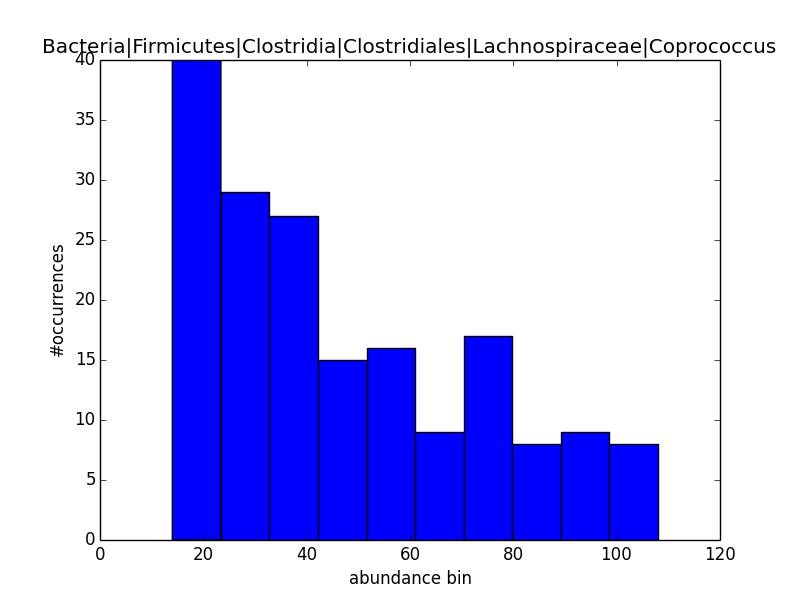 Bacteria|Firmicutes|Clostridia|Clostridiales|Lachnospiraceae|Coprococcus
40
35
30
25
20
15
10
5
0
#occurrences
0 20 40 60 80 100 120
abundance bin